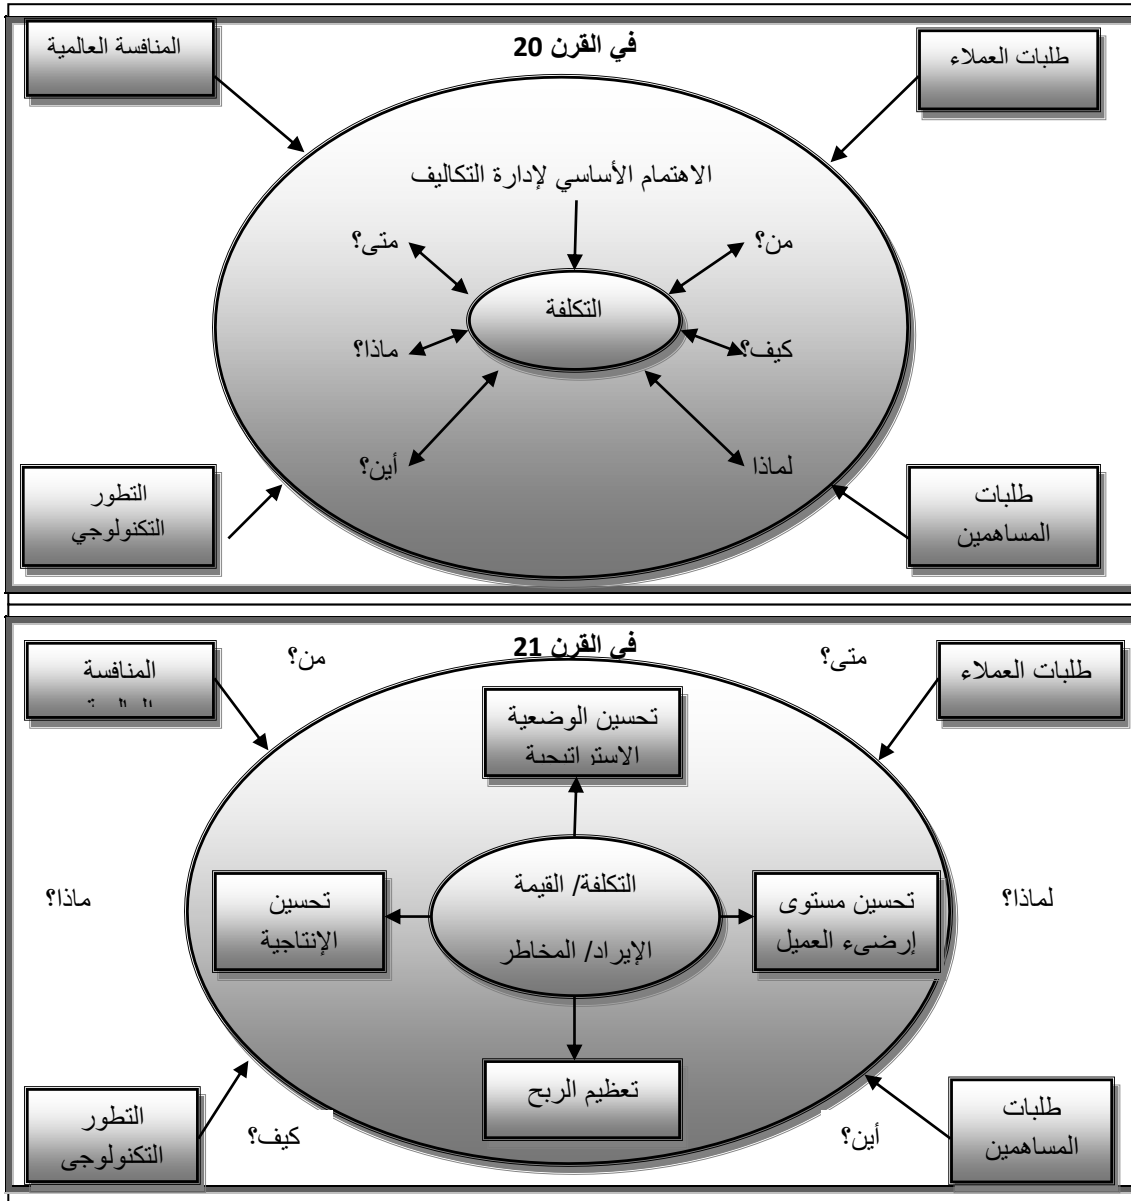 في القرن 20
طلبات العملاء
المنافسة العالمية
الاهتمام الأساسي لإدارة التكاليف
من؟
متى؟
التكلفة
كيف؟
ماذا؟
لماذا
أين؟
طلبات
المساهمين
التطور
التكنولوجي
في القرن 21
طلبات العملاء
متى؟
من؟
المنافسة
تحسين الوضعية
الاستراتيجية
لماذا؟
تحسين مستوى
إرضىء العميل
التكلفة/ القيمة
الإيراد/ المخاطر
تحسين
الإنتاجية
ماذا؟
تعظيم الربح
طلبات
المساهمين
أين؟
كيف؟
التطور
التكنولوجي